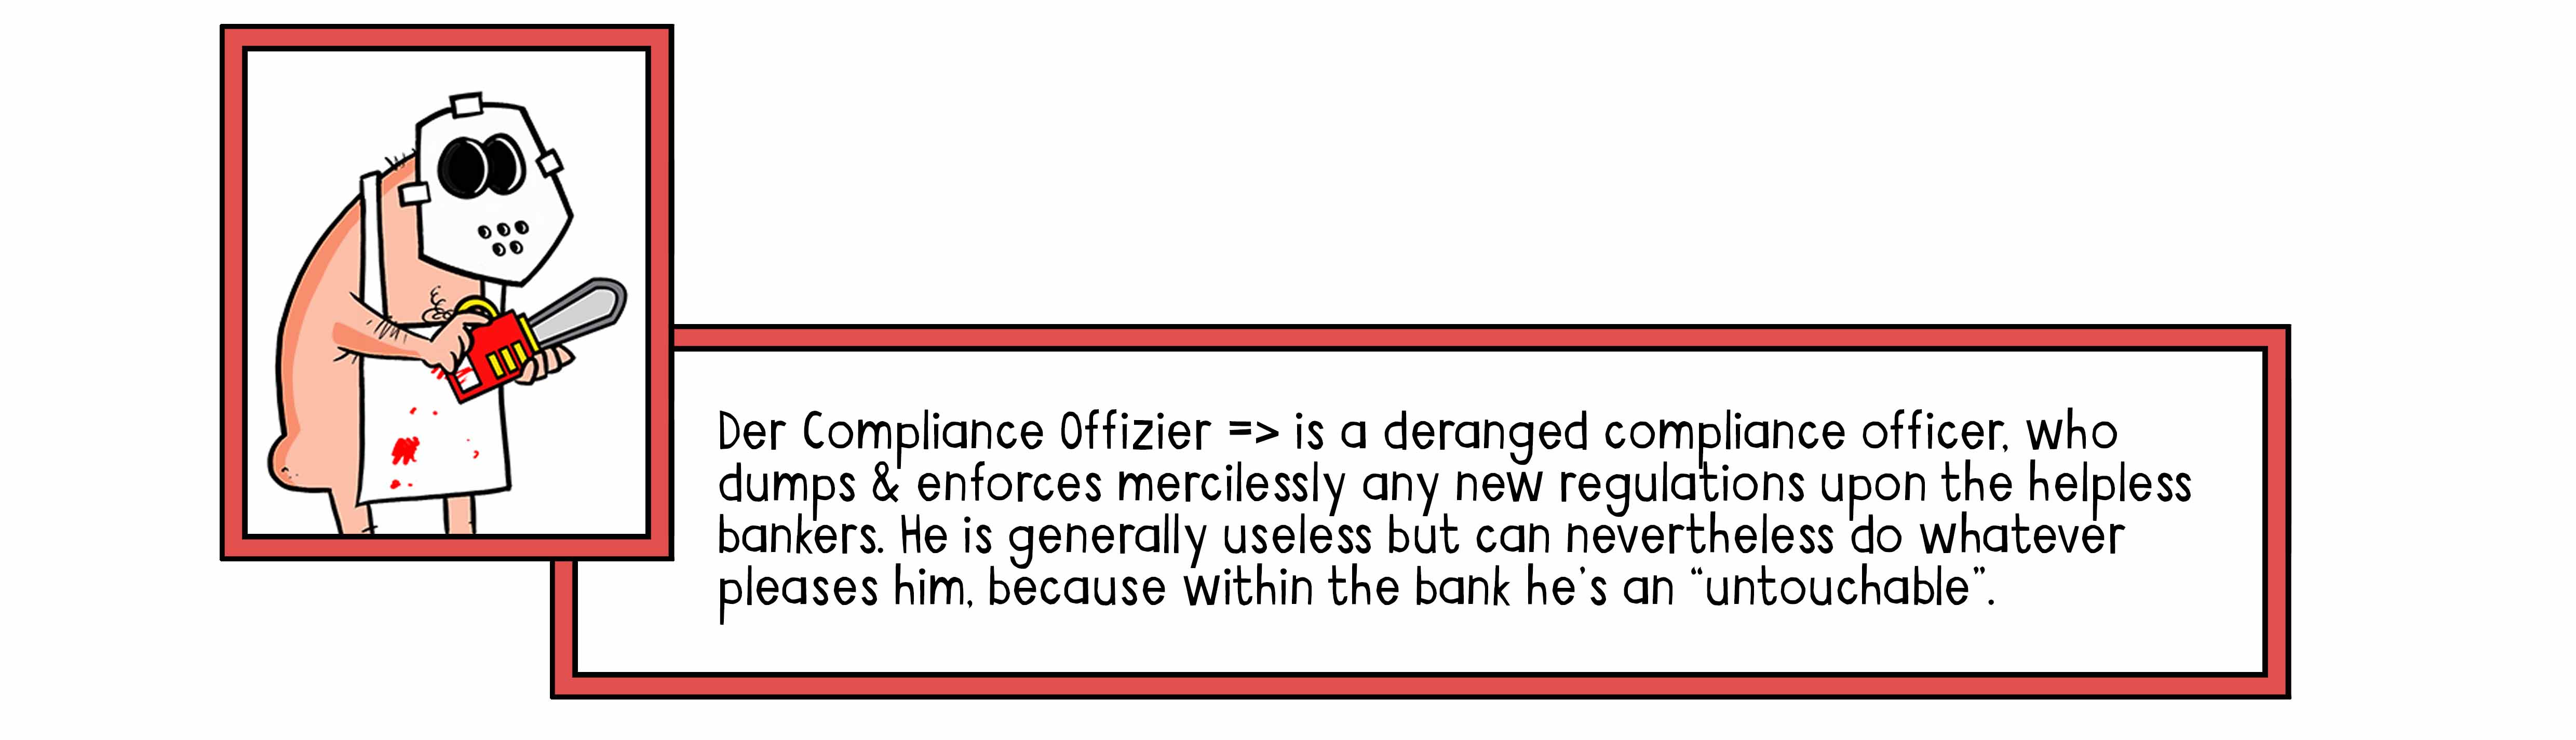 Der Compliance Offizier => is a deranged compliance officer, who
dumps & enforces mercilessly any new regulations upon the helpless
bankers. He is generally useless but can nevertheless do whatever
pleases him, because within the bank he's an “untouchable”.